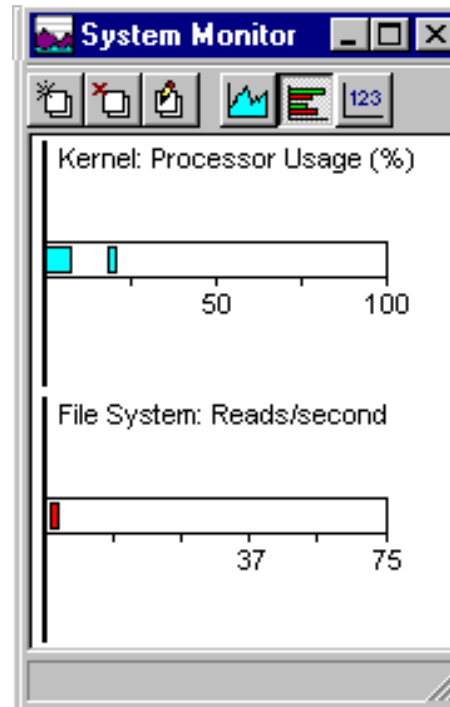 System Monitor
123
Kernel: Processor Usage (%)
50 100
File System: Reads/second
37 75